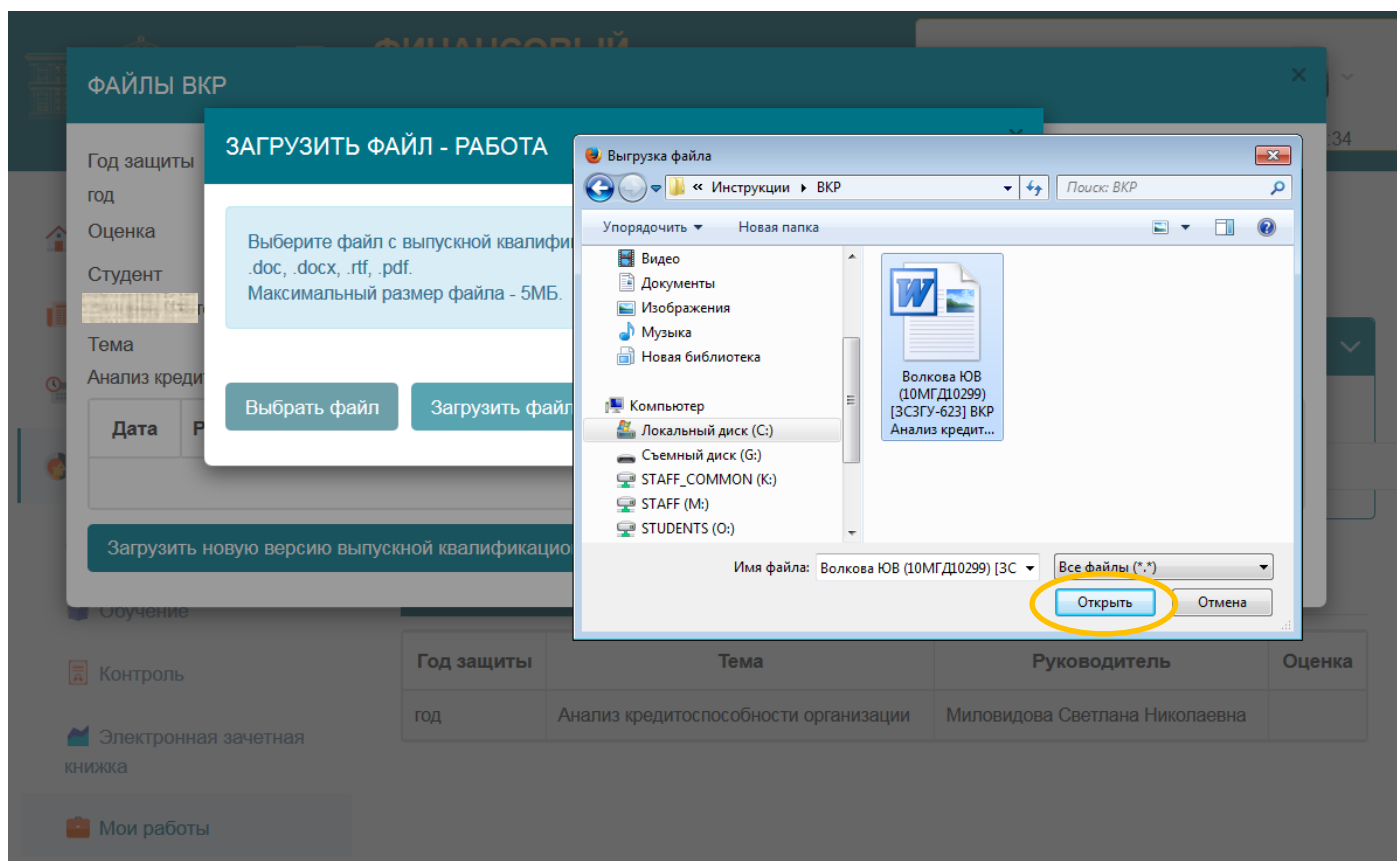 ФИНАНСОВЫЙ
ФАЙЛЫ ВКР
×
:34
Год защиты
год
Оценка
Студент
Тема
Анализ креди
Дата
Р
Загрузить новую версию выпускной квалификацио
ЗАГРУЗИТЬ ФАЙЛ - РАБОТА
Выберите файл с выпускной квалифи
.doc, .docx, .rtf, .pdf.
Максимальный размер файла - 5МБ.
Выбрать файл
Загрузить файл
Выгрузка файла
« Инструкции ▸ ВКР
Поиск: ВКР
Упорядочить ▾
Новая папка
Видео
Документы
Изображения
Музыка
Новая библиотека
Компьютер
Локальный диск (C:)
Съемный диск (G:)
STAFF_COMMON (K:)
STAFF (M:)
STUDENTS (O:)
Волкова ЮВ
(10МГД10299)
[ЗСЗГУ-623] ВКР
Анализ кредит...
Имя файла:
Волкова ЮВ (10МГД10299) [ЗС
Все файлы (*.*)
Открыть
Отмена
Обучение
Контроль
Электронная зачетная
книжка
Мои работы
Год защиты
Тема
Руководитель
Оценка
год
Анализ кредитоспособности организации
Миловидова Светлана Николаевна